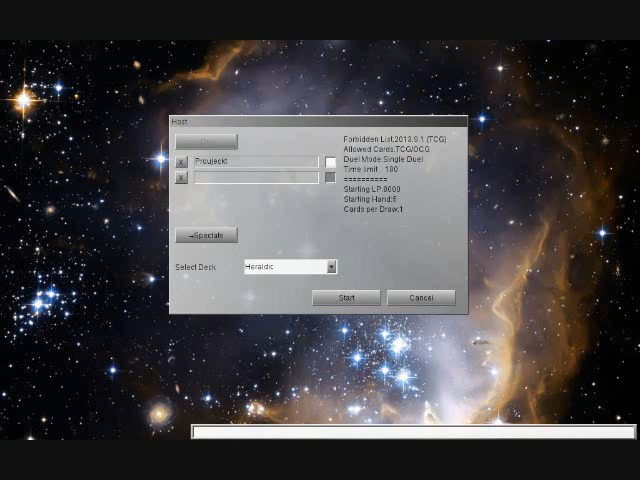 Host
Forbidden List:2013.9.1 (TCG)
Allowed Cards:TCG/OCG
X Proujeckt
Duel Mode:Single Duel
Time limit : 180
X
==========
Starting LP:8000
Starting Hand:5
Cards per Draw:1
→Spectate
Select Deck Heraldic
Start Cancel